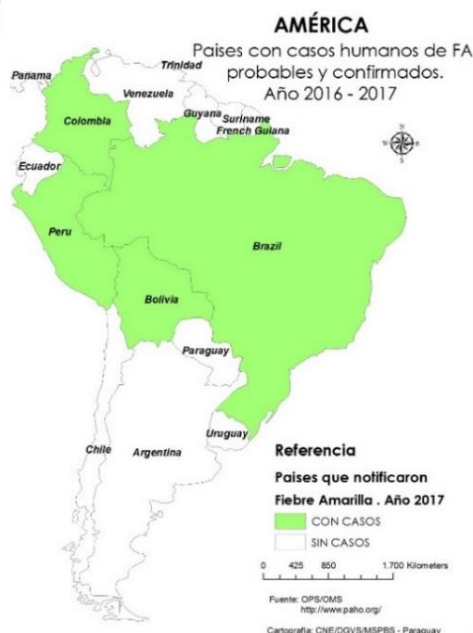 AMÉRICA
Paises con casos humanos de FA
probables y confirmados.
Año 2016 - 2017
Panama
Trinidad
Venezuela
Guyana
Suriname
French Guiana
Colombia
Ecuador
Peru
Brazil
Bolivia
Paraguay
Uruguay
Chile
Argentina
N
W
E
S
Referencia
Paises que notificaron
Fiebre Amarilla . Año 2017
CON CASOS
SIN CASOS
0 425 850 1.700 Kilometers
Fuente: OPS/OMS
http://www.paho.org/
Cartografía: CNE/DGVS/MSPBS - Paraguay